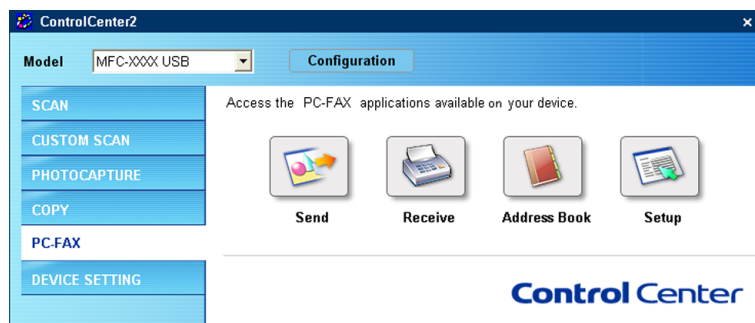 ControlCenter2
Model MFC-XXXX USB Configuration
SCAN
CUSTOM SCAN
PHOTOCAPTURE
COPY
PC-FAX
DEVICE SETTING
Access the PC-FAX applications available on your device.
Send Receive Address Book Setup
Control Center